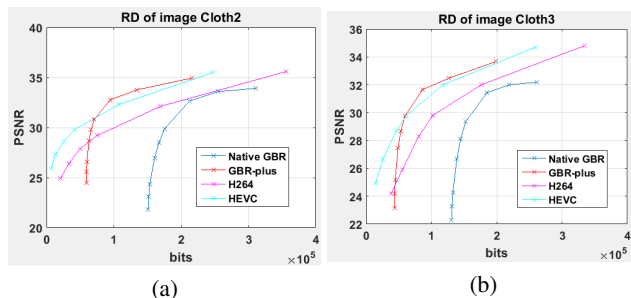 RD of image Cloth2
40
35
30
25
20
PSNR
0
1
2
3
4
bits
×10⁵
Native GBR
GBR-plus
H264
HEVC
(a)
RD of image Cloth3
36
34
32
30
28
26
24
22
PSNR
0
1
2
3
4
bits
×10⁵
Native GBR
GBR-plus
H264
HEVC
(b)